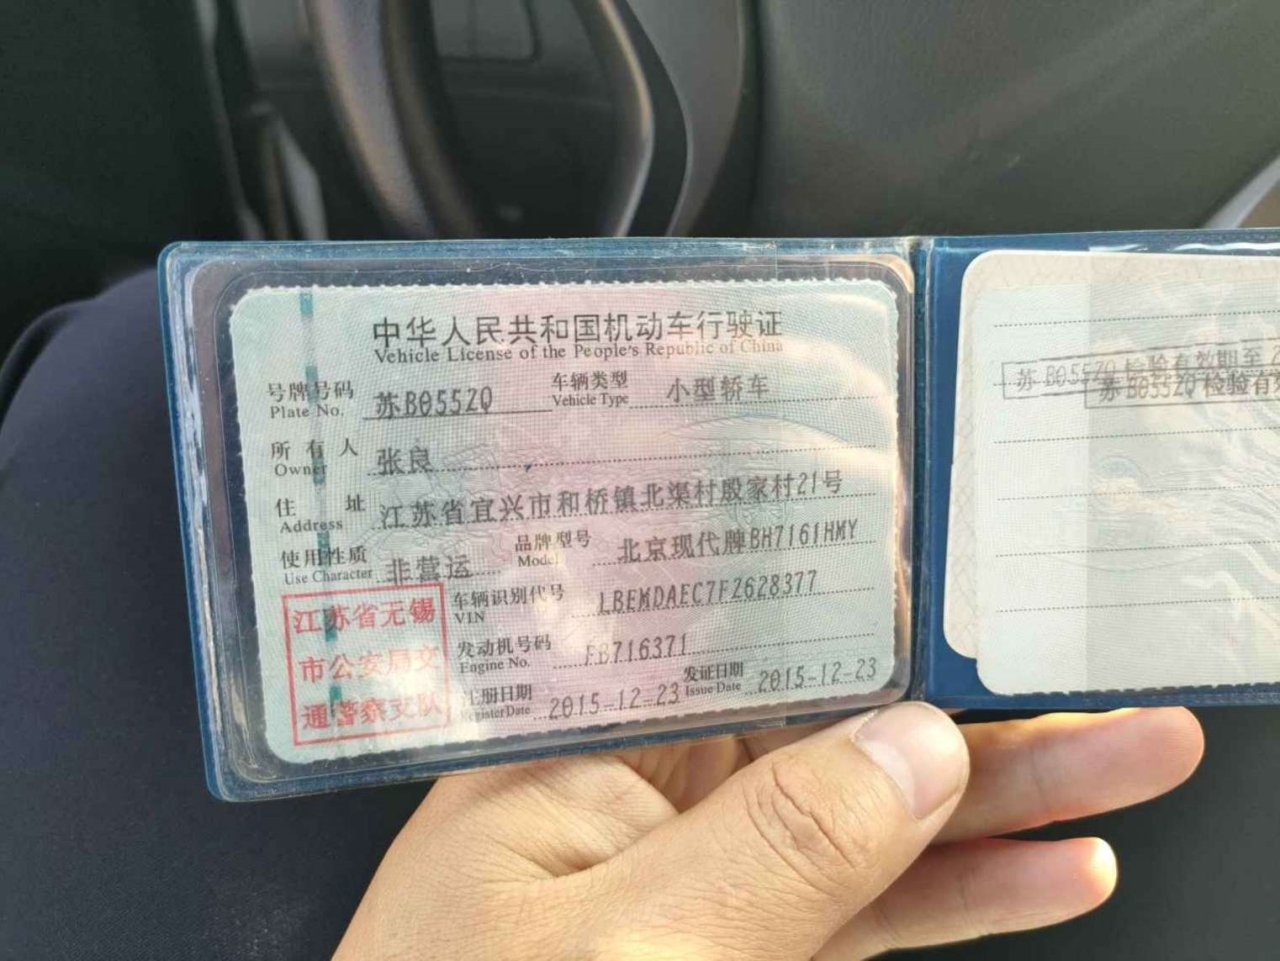 中华人民共和国机动车行驶证
Vehicle License of the People's Republic of China
号牌号码 苏B055ZQ 车辆类型 小型轿车
Plate No. Vehicle Type
所有人 张良
Owner
住址 江苏省宜兴市和桥镇北渠村殷家村21号
Address
使用性质 非营运 品牌型号 北京现代牌BH7161HMY
Use Character Model
车辆识别代号 LBEMDAEC7FZ628377
VIN
发动机号码 FB716371
Engine No.
注册日期 2015-12-23 发证日期 2015-12-23
Register Date Issue Date
江苏省无锡
市公安局交
通警察支队
苏B055ZQ 检验有效期至2
苏B055ZQ 检验有效